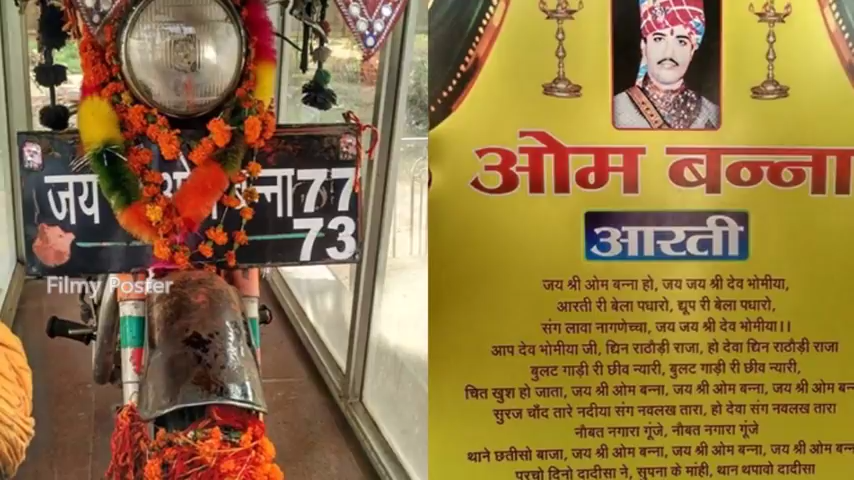 जय ओम बन्ना 77
73
Filmy Poster
ओम बन्ना
आरती
जय श्री ओम बन्ना हो, जय जय श्री देव भोमीया,
आरती री बेला पधारो, द्यूप री बेला पधारो,
संग लावा नागणेच्चा, जय जय श्री देव भोमीया।।
आप देव भोमीया जी, द्यिन राठौड़ी राजा, हो देवा द्यिन राठौड़ी राजा
बुलट गाड़ी री छीव न्यारी, बुलट गाड़ी री छीव न्यारी,
चित खुश हो जाता, जय श्री ओम बन्ना, जय श्री ओम बन्ना, जय श्री ओम
सुरज चाँद तारे नदीया संग नवलख तारा, हो देवा संग नवलख तारा
नौबत नगारा गूंजे, नौबत नगारा गूंजे
थाने छतीसो बाजा, जय श्री ओम बन्ना, जय श्री ओम बन्ना, जय श्री ओम
परचो दिनो दादीसा ने, सुपना के मांही, थान थपावो दादीसा